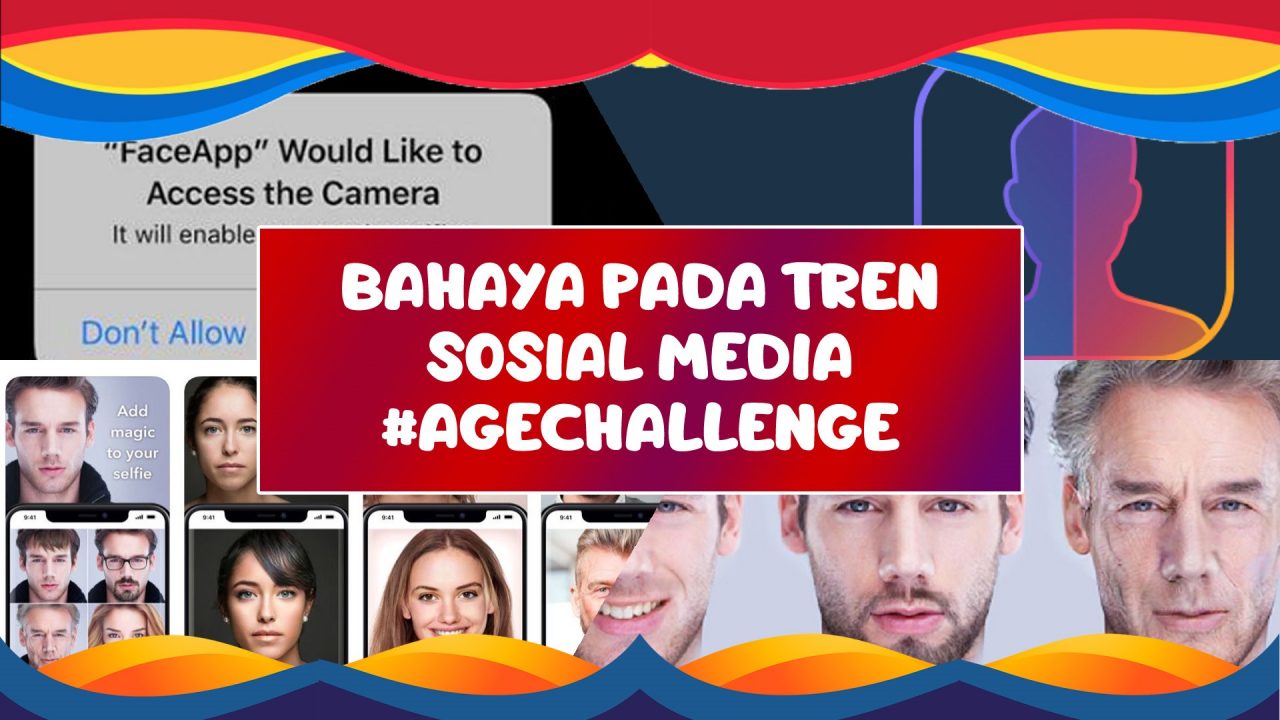 "FaceApp" Would Like to
Access the Camera
It will enable
Don't Allow
BAHAYA PADA TREN
SOSIAL MEDIA
#AGECHALLENGE
Add
magic
to your
selfie
9:41
9:41
9:41
9:41